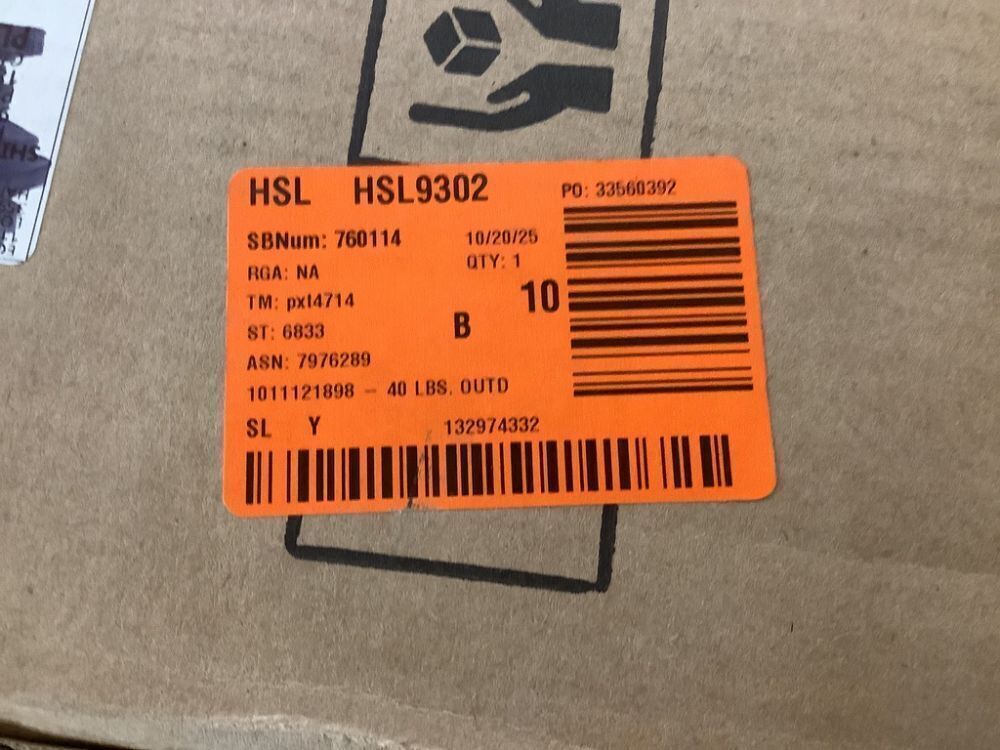 HSL HSL9302
PO: 33560392
SBNum: 760114
10/20/25
RGA: NA
QTY: 1
TM: pxl4714
10
ST: 6833
B
ASN: 7976289
1011121898 – 40 LBS. OUTD
SL Y
132974332